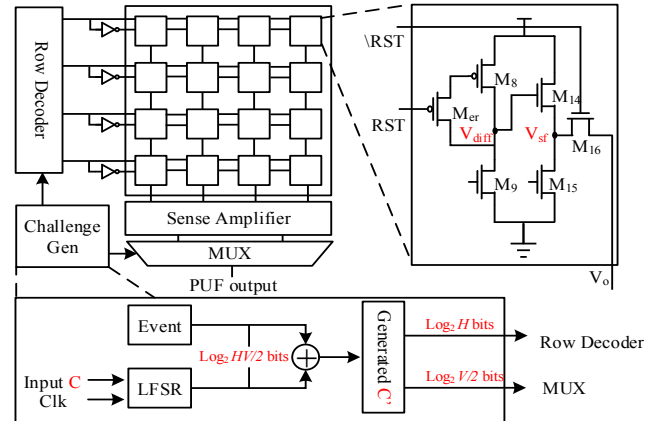 Row Decoder
Challenge
Gen
Sense Amplifier
MUX
PUF output
\RST
RST
M8
Mer
M14
Vdiff
Vsf
M16
M9
M15
Vo
Event
Log2 HV/2 bits
Input C
Clk
LFSR
Generated C'
Log2 H bits
Row Decoder
Log2 V/2 bits
MUX